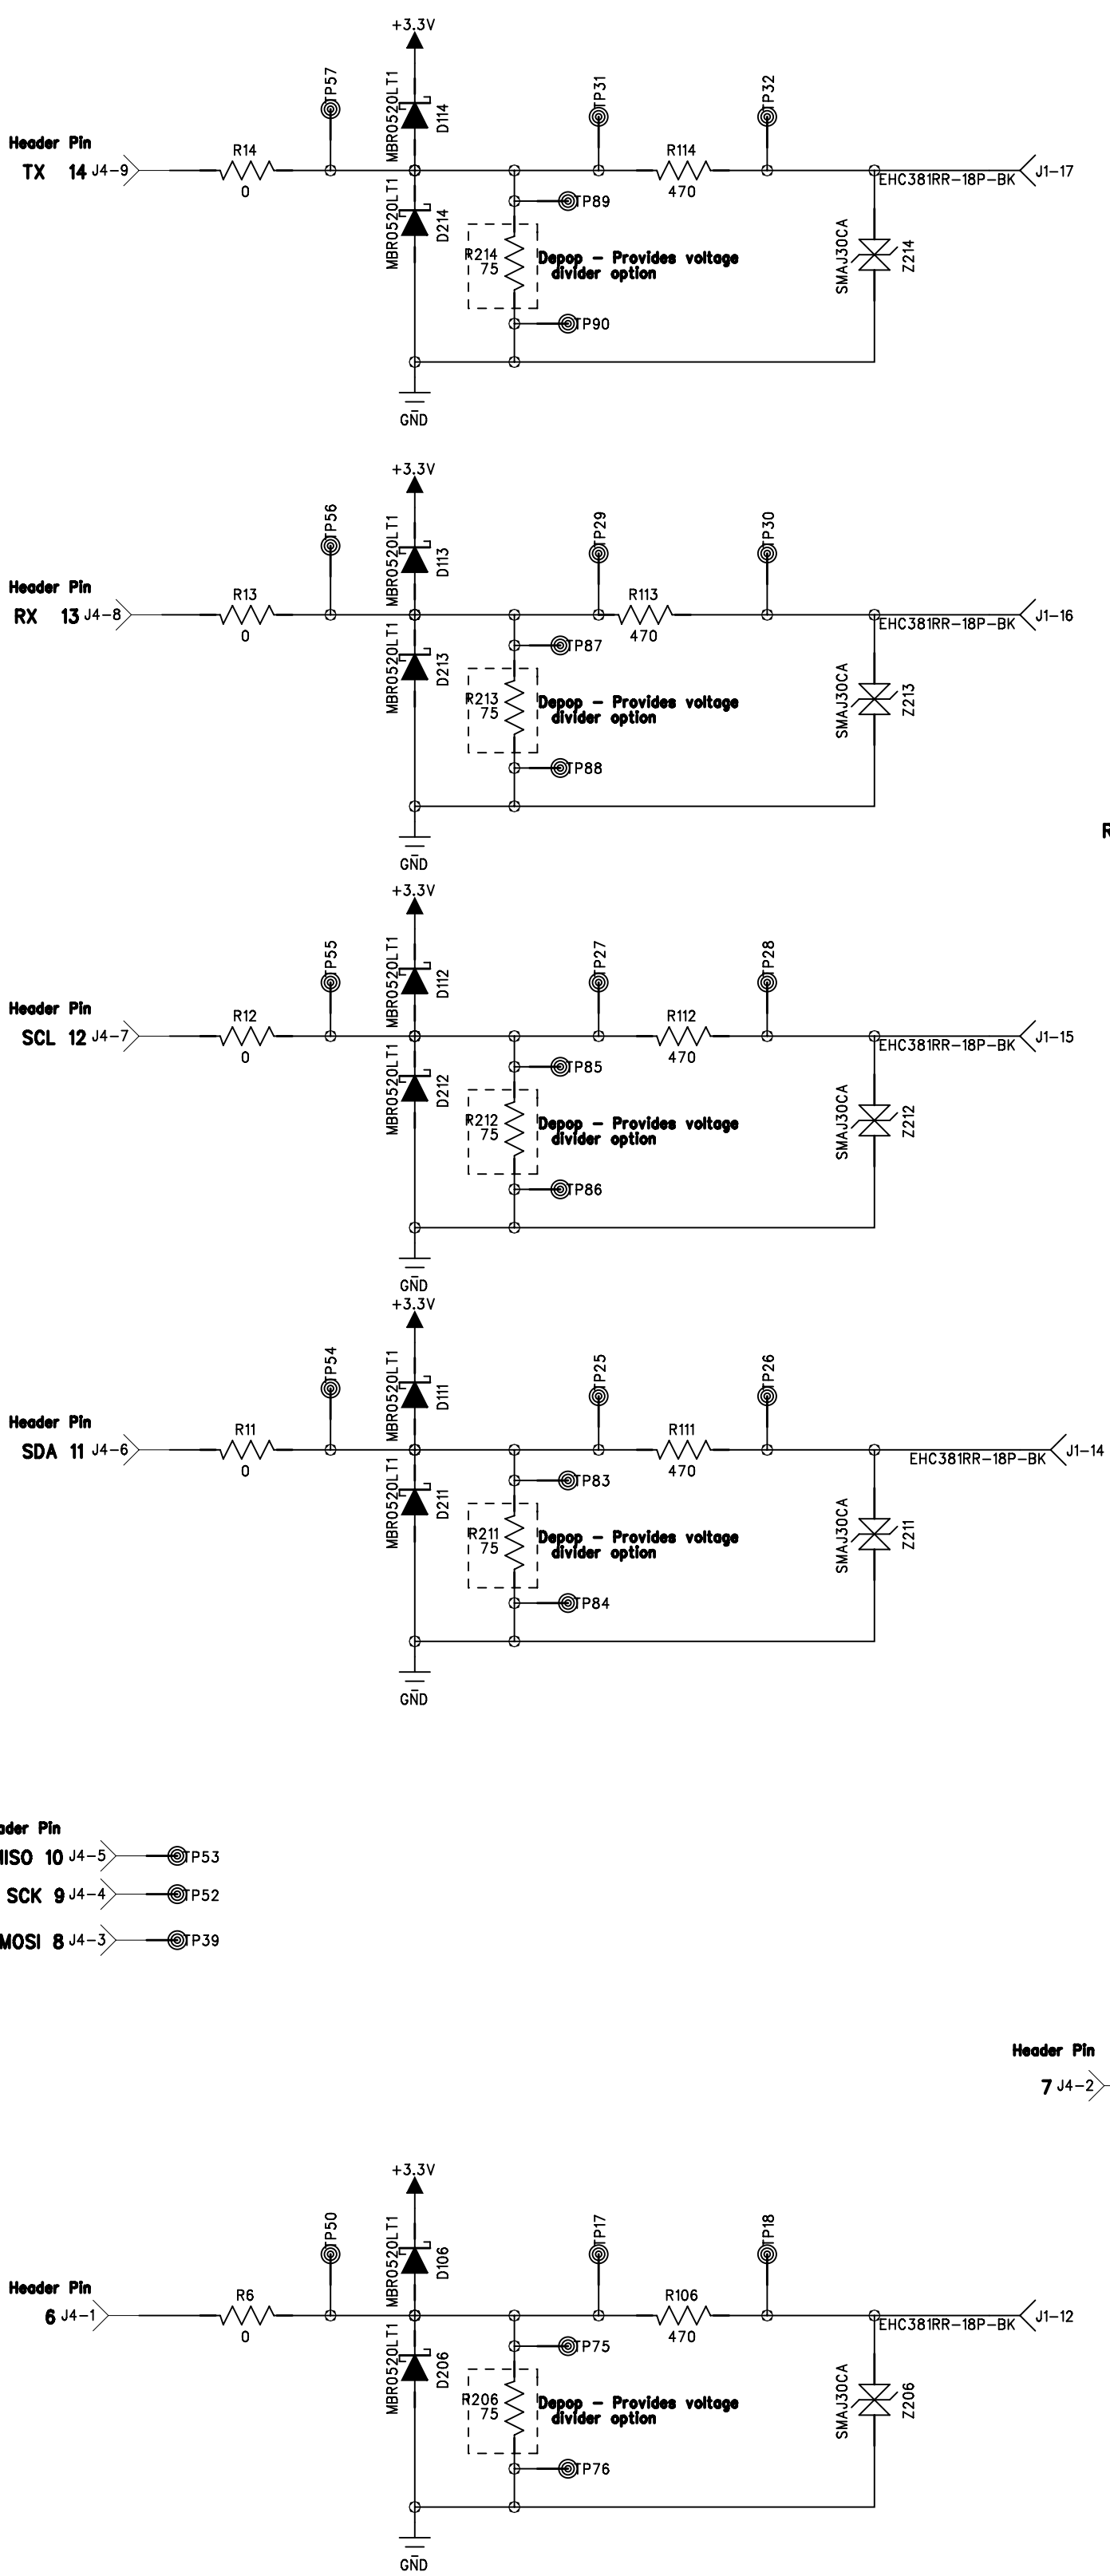 +3.3V
TP57
MBR0520LT1
D114
TP31
TP32
Header Pin
TX 14 J4-9
R14
0
R114
470
EHC381RR-18P-BK
J1-17
MBR0520LT1
D214
TP89
R214
75
Depop - Provides voltage
divider option
SMAJ30CA
Z214
TP90
GND
+3.3V
TP56
MBR0520LT1
D113
TP29
TP30
Header Pin
RX 13 J4-8
R13
0
R113
470
EHC381RR-18P-BK
J1-16
MBR0520LT1
D213
TP87
R213
75
Depop - Provides voltage
divider option
SMAJ30CA
Z213
TP88
R
GND
+3.3V
TP55
MBR0520LT1
D112
TP27
TP28
Header Pin
SCL 12 J4-7
R12
0
R112
470
EHC381RR-18P-BK
J1-15
MBR0520LT1
D212
TP85
R212
75
Depop - Provides voltage
divider option
SMAJ30CA
Z212
TP86
GND
+3.3V
TP54
MBR0520LT1
D111
TP25
TP26
Header Pin
SDA 11 J4-6
R11
0
R111
470
EHC381RR-18P-BK
J1-14
MBR0520LT1
D211
TP83
R211
75
Depop - Provides voltage
divider option
SMAJ30CA
Z211
TP84
GND
ader Pin
IISO 10 J4-5 TP53
SCK 9 J4-4 TP52
MOSI 8 J4-3 TP39
Header Pin
7 J4-2
+3.3V
TP50
MBR0520LT1
D106
TP17
TP18
Header Pin
6 J4-1
R6
0
R106
470
EHC381RR-18P-BK
J1-12
MBR0520LT1
D206
TP75
R206
75
Depop - Provides voltage
divider option
SMAJ30CA
Z206
TP76
GND